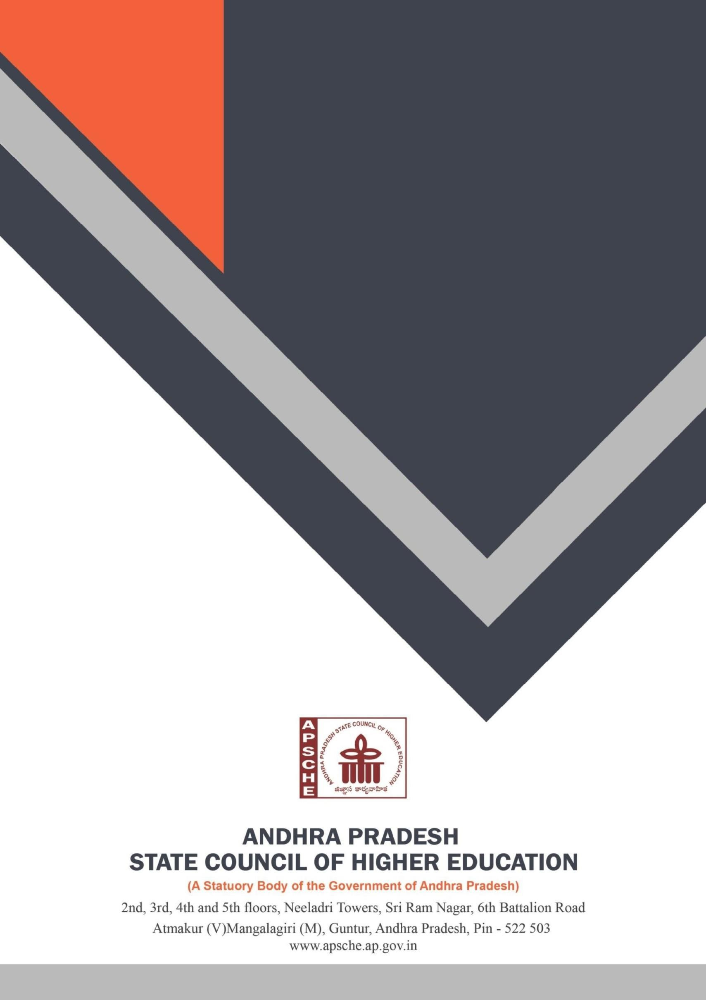 APSCHE
ANDHRA PRADESH STATE COUNCIL OF HIGHER EDUCATION
జిజ్ఞాస కార్యవాహిక
ANDHRA PRADESH
STATE COUNCIL OF HIGHER EDUCATION
(A Statuory Body of the Government of Andhra Pradesh)
2nd, 3rd, 4th and 5th floors, Neeladri Towers, Sri Ram Nagar, 6th Battalion Road
Atmakur (V)Mangalagiri (M), Guntur, Andhra Pradesh, Pin - 522 503
www.apsche.ap.gov.in